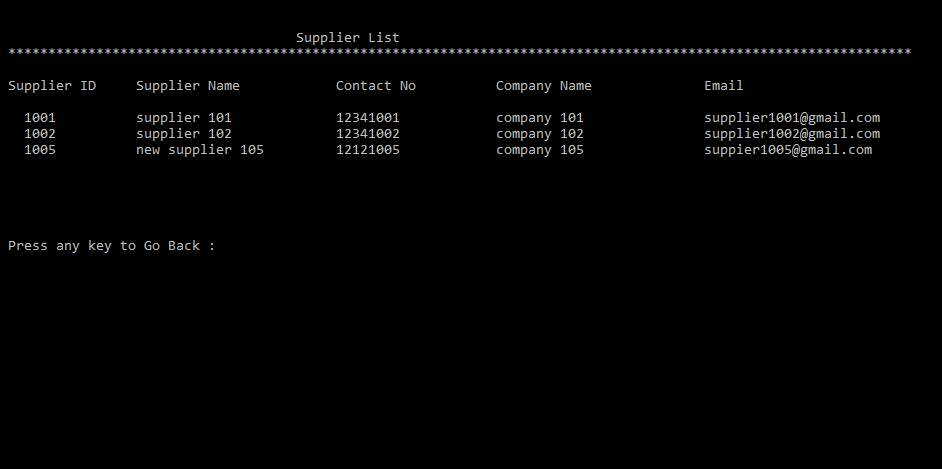 Supplier List
*****************************************************************************************************************
Supplier ID     Supplier Name            Contact No          Company Name              Email
1001          supplier 101             12341001            company 101               supplier1001@gmail.com
1002          supplier 102             12341002            company 102               supplier1002@gmail.com
1005          new supplier 105         12121005            company 105               suppier1005@gmail.com
Press any key to Go Back :